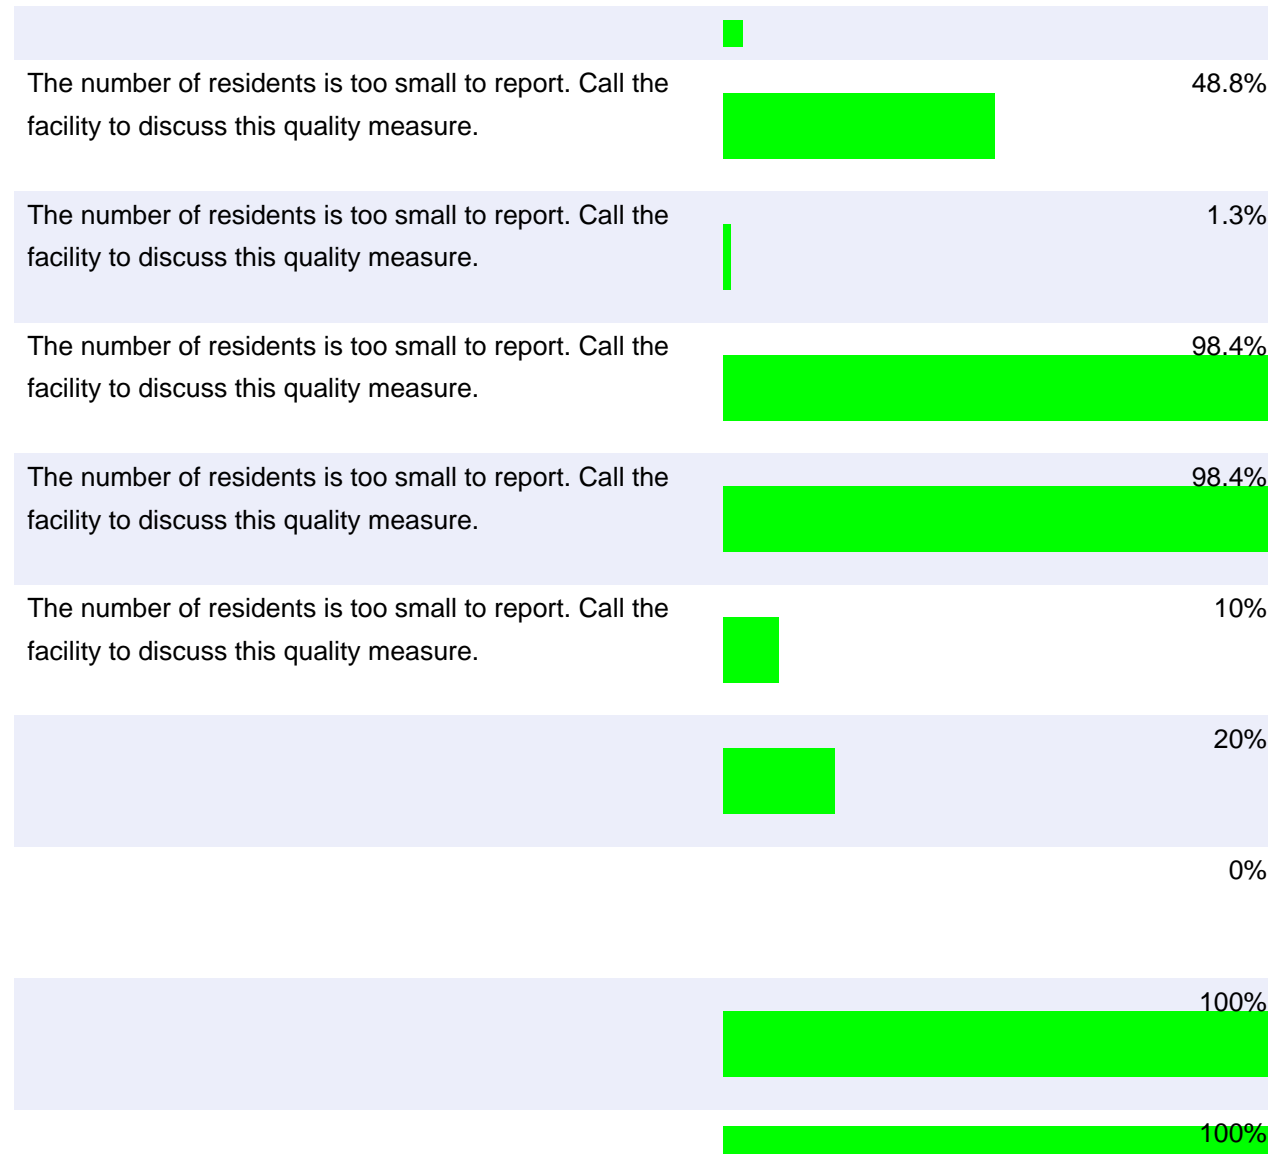 The number of residents is too small to report. Call the 48.8%
facility to discuss this quality measure.
The number of residents is too small to report. Call the 1.3%
facility to discuss this quality measure.
The number of residents is too small to report. Call the 98.4%
facility to discuss this quality measure.
The number of residents is too small to report. Call the 98.4%
facility to discuss this quality measure.
The number of residents is too small to report. Call the 10%
facility to discuss this quality measure.
20%
0%
100%
100%